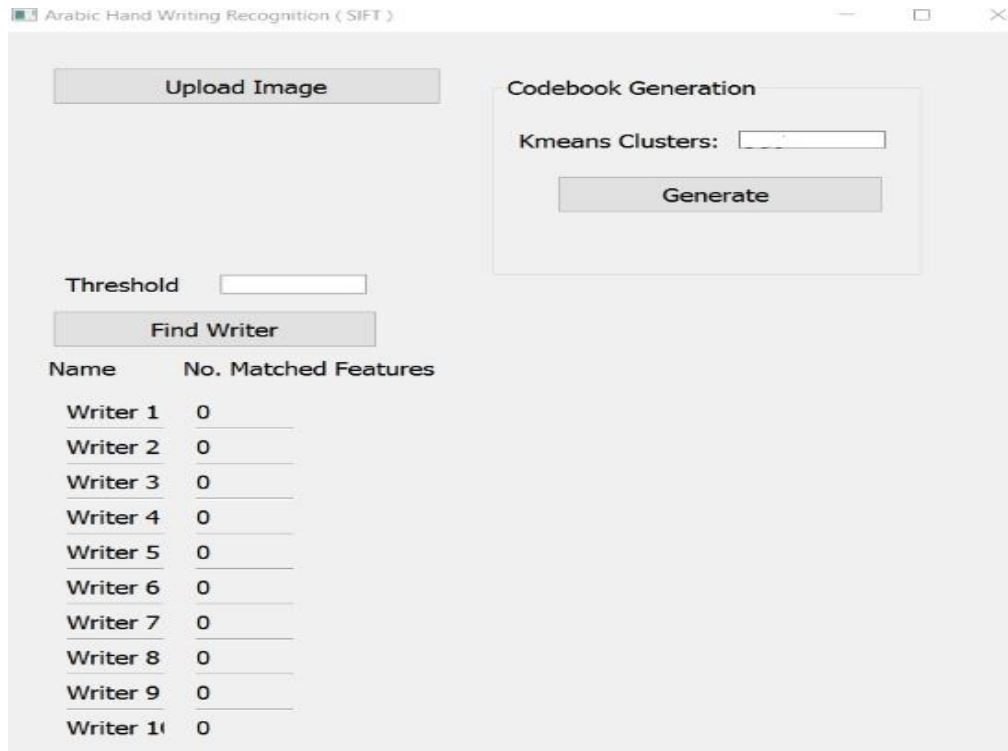 Arabic Hand Writing Recognition ( SIFT )
Upload Image
Codebook Generation
Kmeans Clusters:
Generate
Threshold
Find Writer
Name No. Matched Features
Writer 1 0
Writer 2 0
Writer 3 0
Writer 4 0
Writer 5 0
Writer 6 0
Writer 7 0
Writer 8 0
Writer 9 0
Writer 1 0